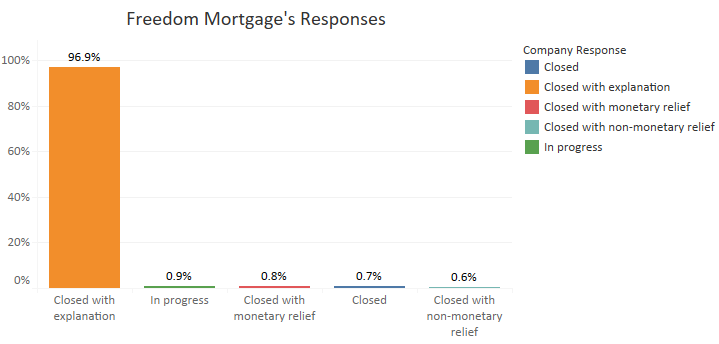 Freedom Mortgage's Responses
100%
80%
60%
40%
20%
0%
96.9%
0.9%
0.8%
0.7%
0.6%
Closed with
explanation
In progress
Closed with
monetary relief
Closed
Closed with
non-monetary
relief
Company Response
Closed
Closed with explanation
Closed with monetary relief
Closed with non-monetary relief
In progress